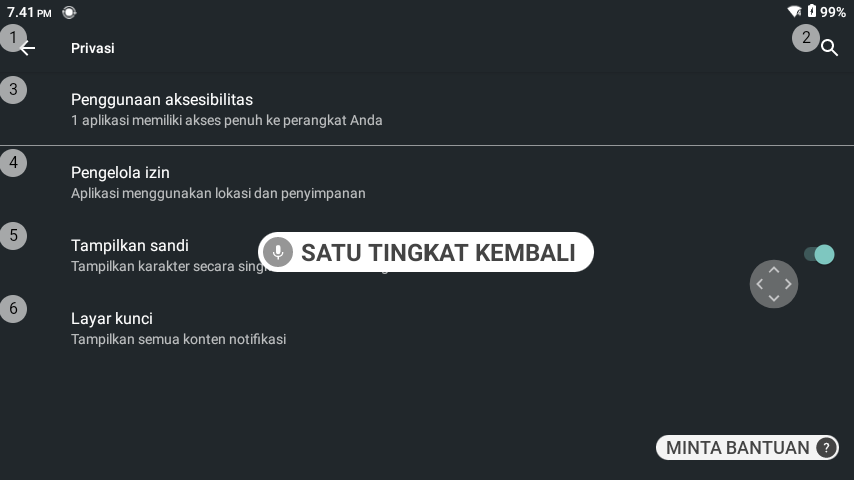 7.41 PM
99%
1
Privasi
2
3
Penggunaan aksesibilitas
1 aplikasi memiliki akses penuh ke perangkat Anda
4
Pengelola izin
Aplikasi menggunakan lokasi dan penyimpanan
5
Tampilkan sandi
SATU TINGKAT KEMBALI
Tampilkan karakter secara
6
Layar kunci
Tampilkan semua konten notifikasi
MINTA BANTUAN ?